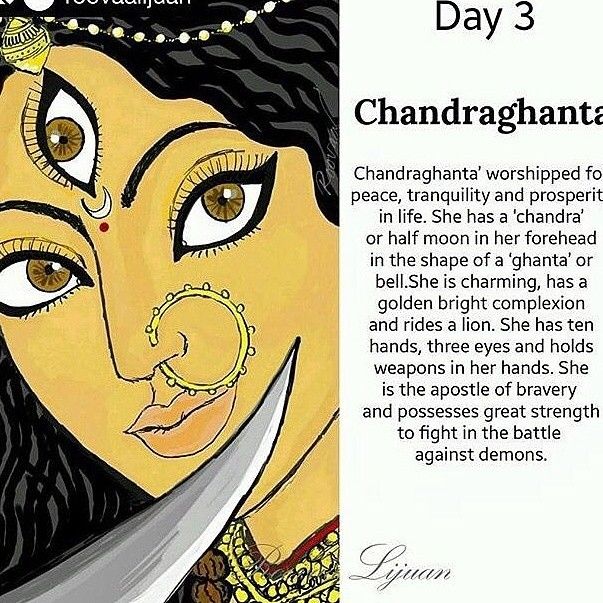 roovaalijuan
Day 3
Chandraghanta
Chandraghanta' worshipped fo
peace, tranquility and prosperit
in life. She has a 'chandra'
or half moon in her forehead
in the shape of a 'ghanta' or
bell.She is charming, has a
golden bright complexion
and rides a lion. She has ten
hands, three eyes and holds
weapons in her hands. She
is the apostle of bravery
and possesses great strength
to fight in the battle
against demons.
Lijuan